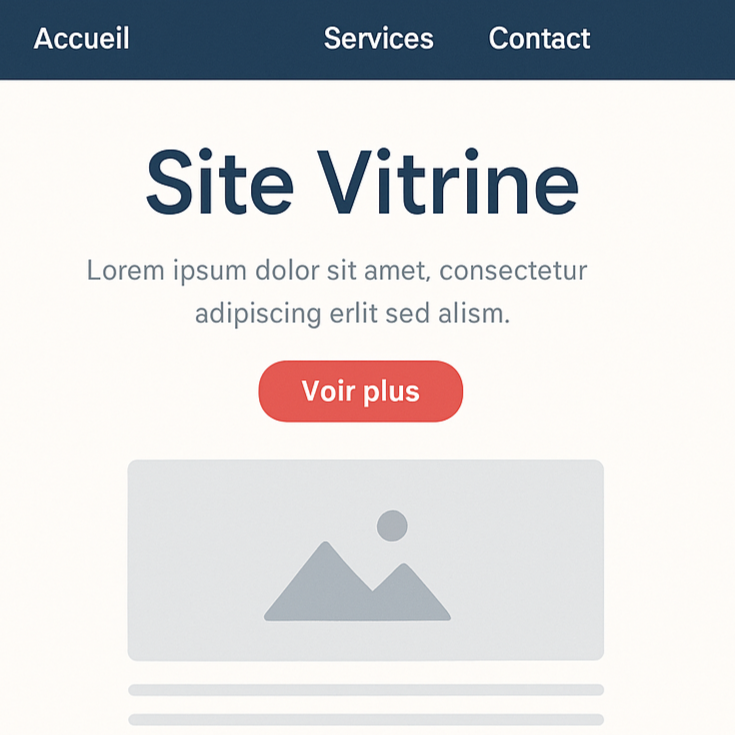 Accueil Services Contact
Site Vitrine
Lorem ipsum dolor sit amet, consectetur
adipiscing erlit sed alism.
Voir plus